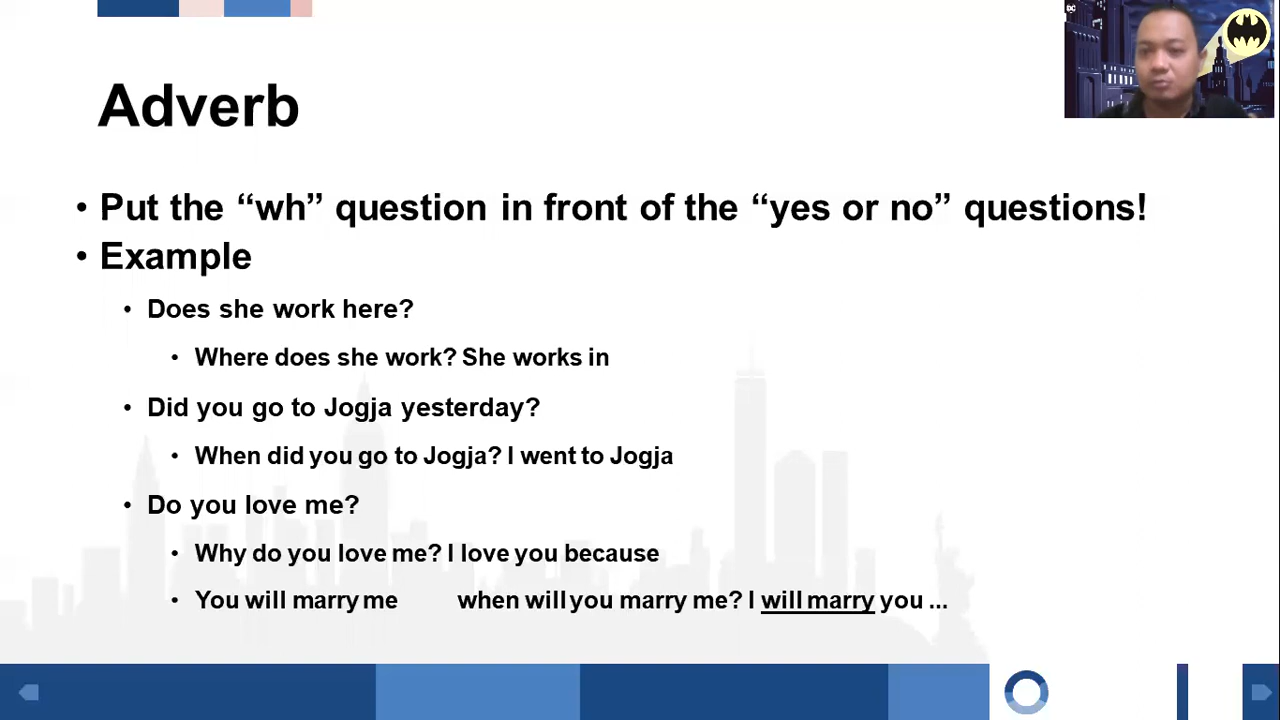 DC
Adverb
• Put the “wh” question in front of the “yes or no” questions!
• Example
• Does she work here?
• Where does she work? She works in
• Did you go to Jogja yesterday?
• When did you go to Jogja? I went to Jogja
• Do you love me?
• Why do you love me? I love you because
• You will marry me when will you marry me? I will marry you ...